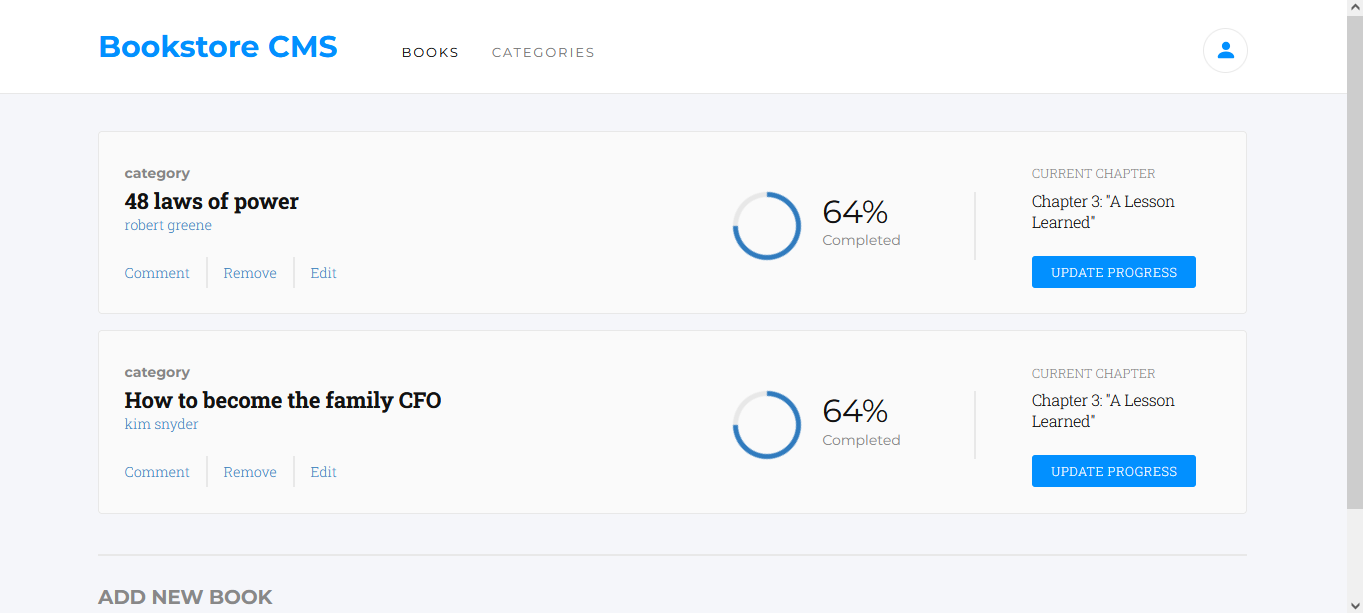 Bookstore CMS
BOOKS
CATEGORIES
category
48 laws of power
robert greene
Comment
Remove
Edit
64%
Completed
CURRENT CHAPTER
Chapter 3: "A Lesson
Learned"
UPDATE PROGRESS
category
How to become the family CFO
kim snyder
Comment
Remove
Edit
64%
Completed
CURRENT CHAPTER
Chapter 3: "A Lesson
Learned"
UPDATE PROGRESS
ADD NEW BOOK